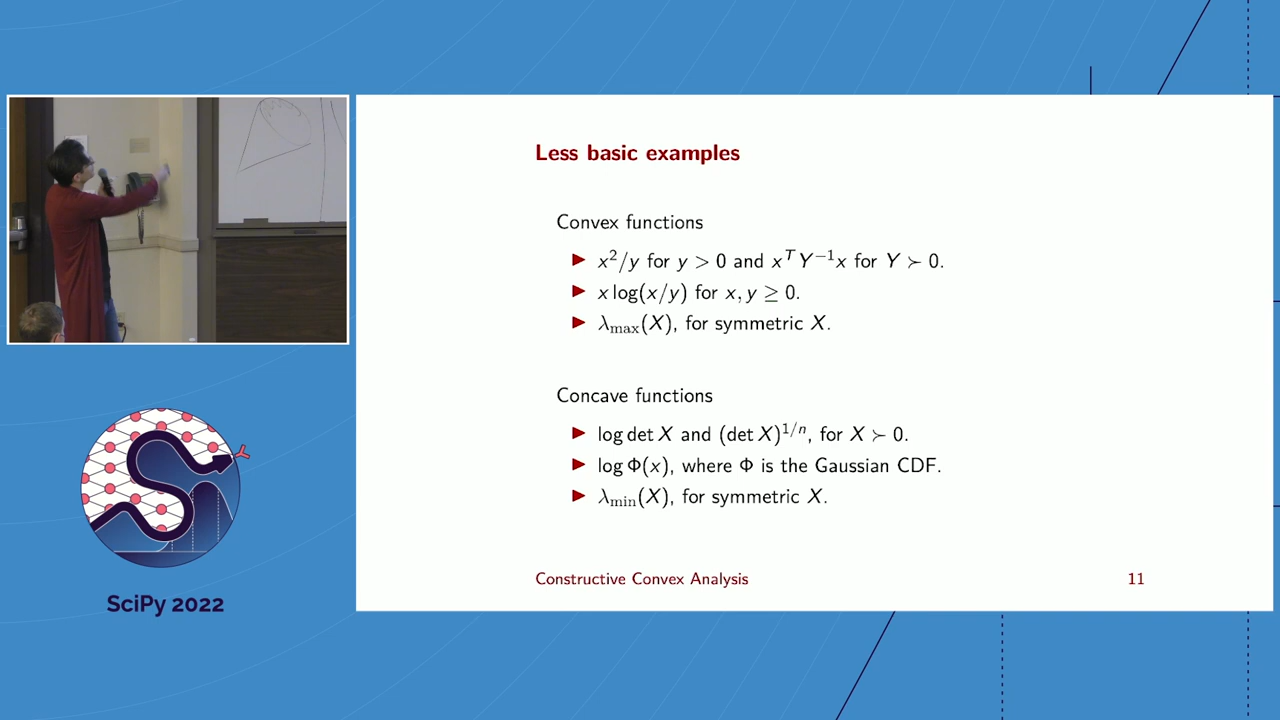 Less basic examples
Convex functions
▶ x²/y for y > 0 and xᵀY⁻¹x for Y ≻ 0.
▶ x log(x/y) for x, y ≥ 0.
▶ λmax(X), for symmetric X.
Concave functions
▶ log det X and (det X)^{1/n}, for X ≻ 0.
▶ log Φ(x), where Φ is the Gaussian CDF.
▶ λmin(X), for symmetric X.
Constructive Convex Analysis 11
SciPy 2022